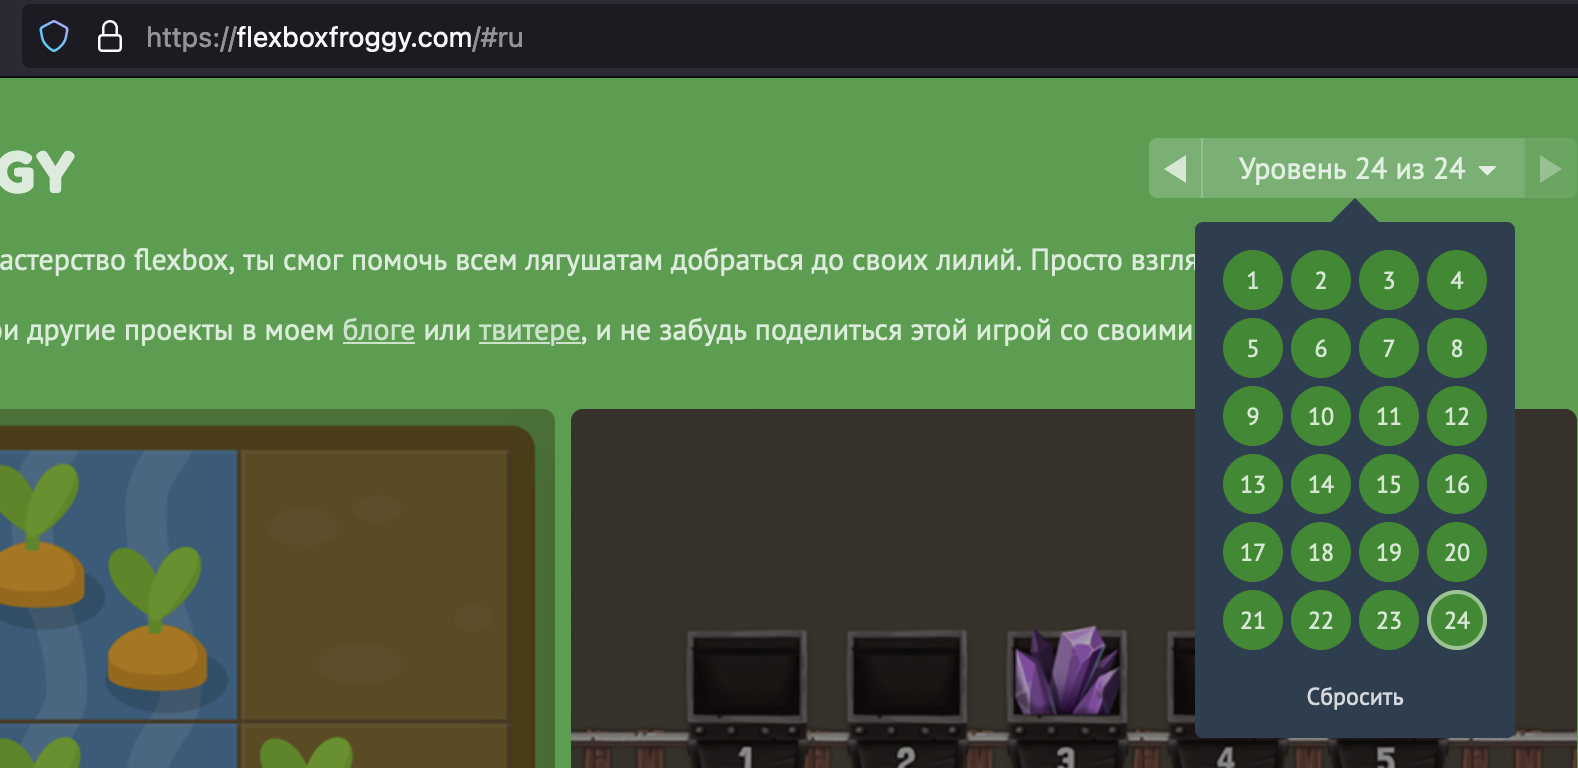 https://flexboxfroggy.com/#ru
GY
Уровень 24 из 24
астерство flexbox, ты смог помочь всем лягушатам добраться до своих лилий. Просто взгля
и другие проекты в моем блоге или твитере, и не забудь поделиться этой игрой со своими
1 2 3 4
5 6 7 8
9 10 11 12
13 14 15 16
17 18 19 20
21 22 23 24
Сбросить
1 2 3 4 5